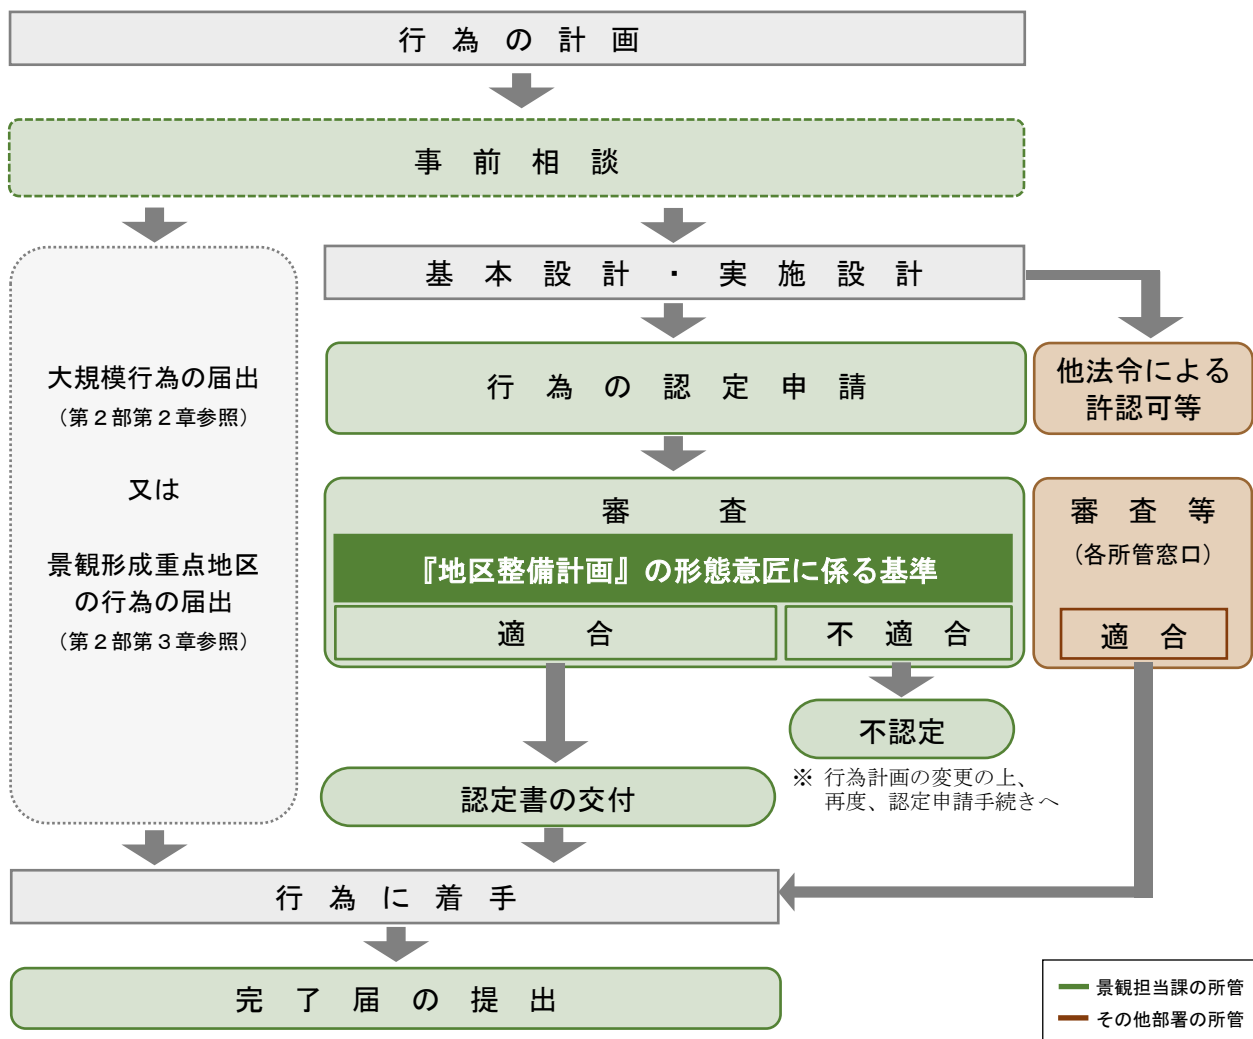 行為の計画
事前相談
大規模行為の届出
（第２部第２章参照）
又は
景観形成重点地区
の行為の届出
（第２部第３章参照）
基本設計・実施設計
行為の認定申請
他法令による
許認可等
審査
『地区整備計画』の形態意匠に係る基準
適合
不適合
審査等
（各所管窓口）
適合
不認定
※ 行為計画の変更の上、
再度、認定申請手続きへ
認定書の交付
行為に着手
完了届の提出
景観担当課の所管
その他部署の所管